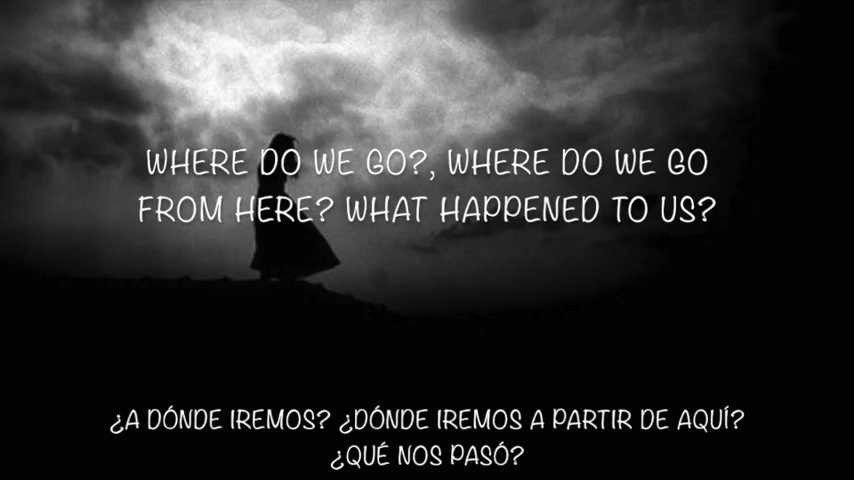 WHERE DO WE GO?, WHERE DO WE GO
FROM HERE? WHAT HAPPENED TO US?
¿A DÓNDE IREMOS? ¿DÓNDE IREMOS A PARTIR DE AQUÍ?
¿QUÉ NOS PASÓ?